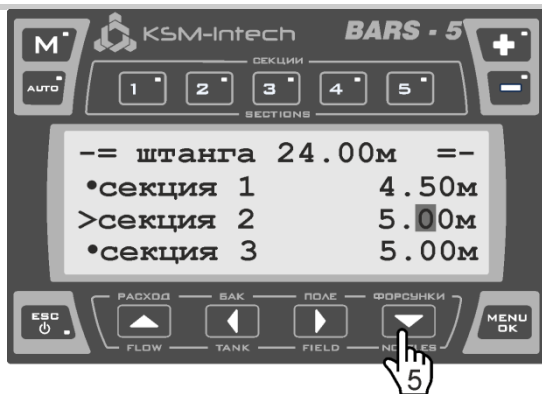 M KSM-Intech BARS - 5 +
AUTO СЕКЦИИ -
1 2 3 4 5
SECTIONS
-= штанга 24.00м =-
•секция 1 4.50м
>секция 2 5.00м
•секция 3 5.00м
РАСХОД БАК ПОЛЕ ФОРСУНКИ
ESC MENU OK
FLOW TANK FIELD NOZZLES
5